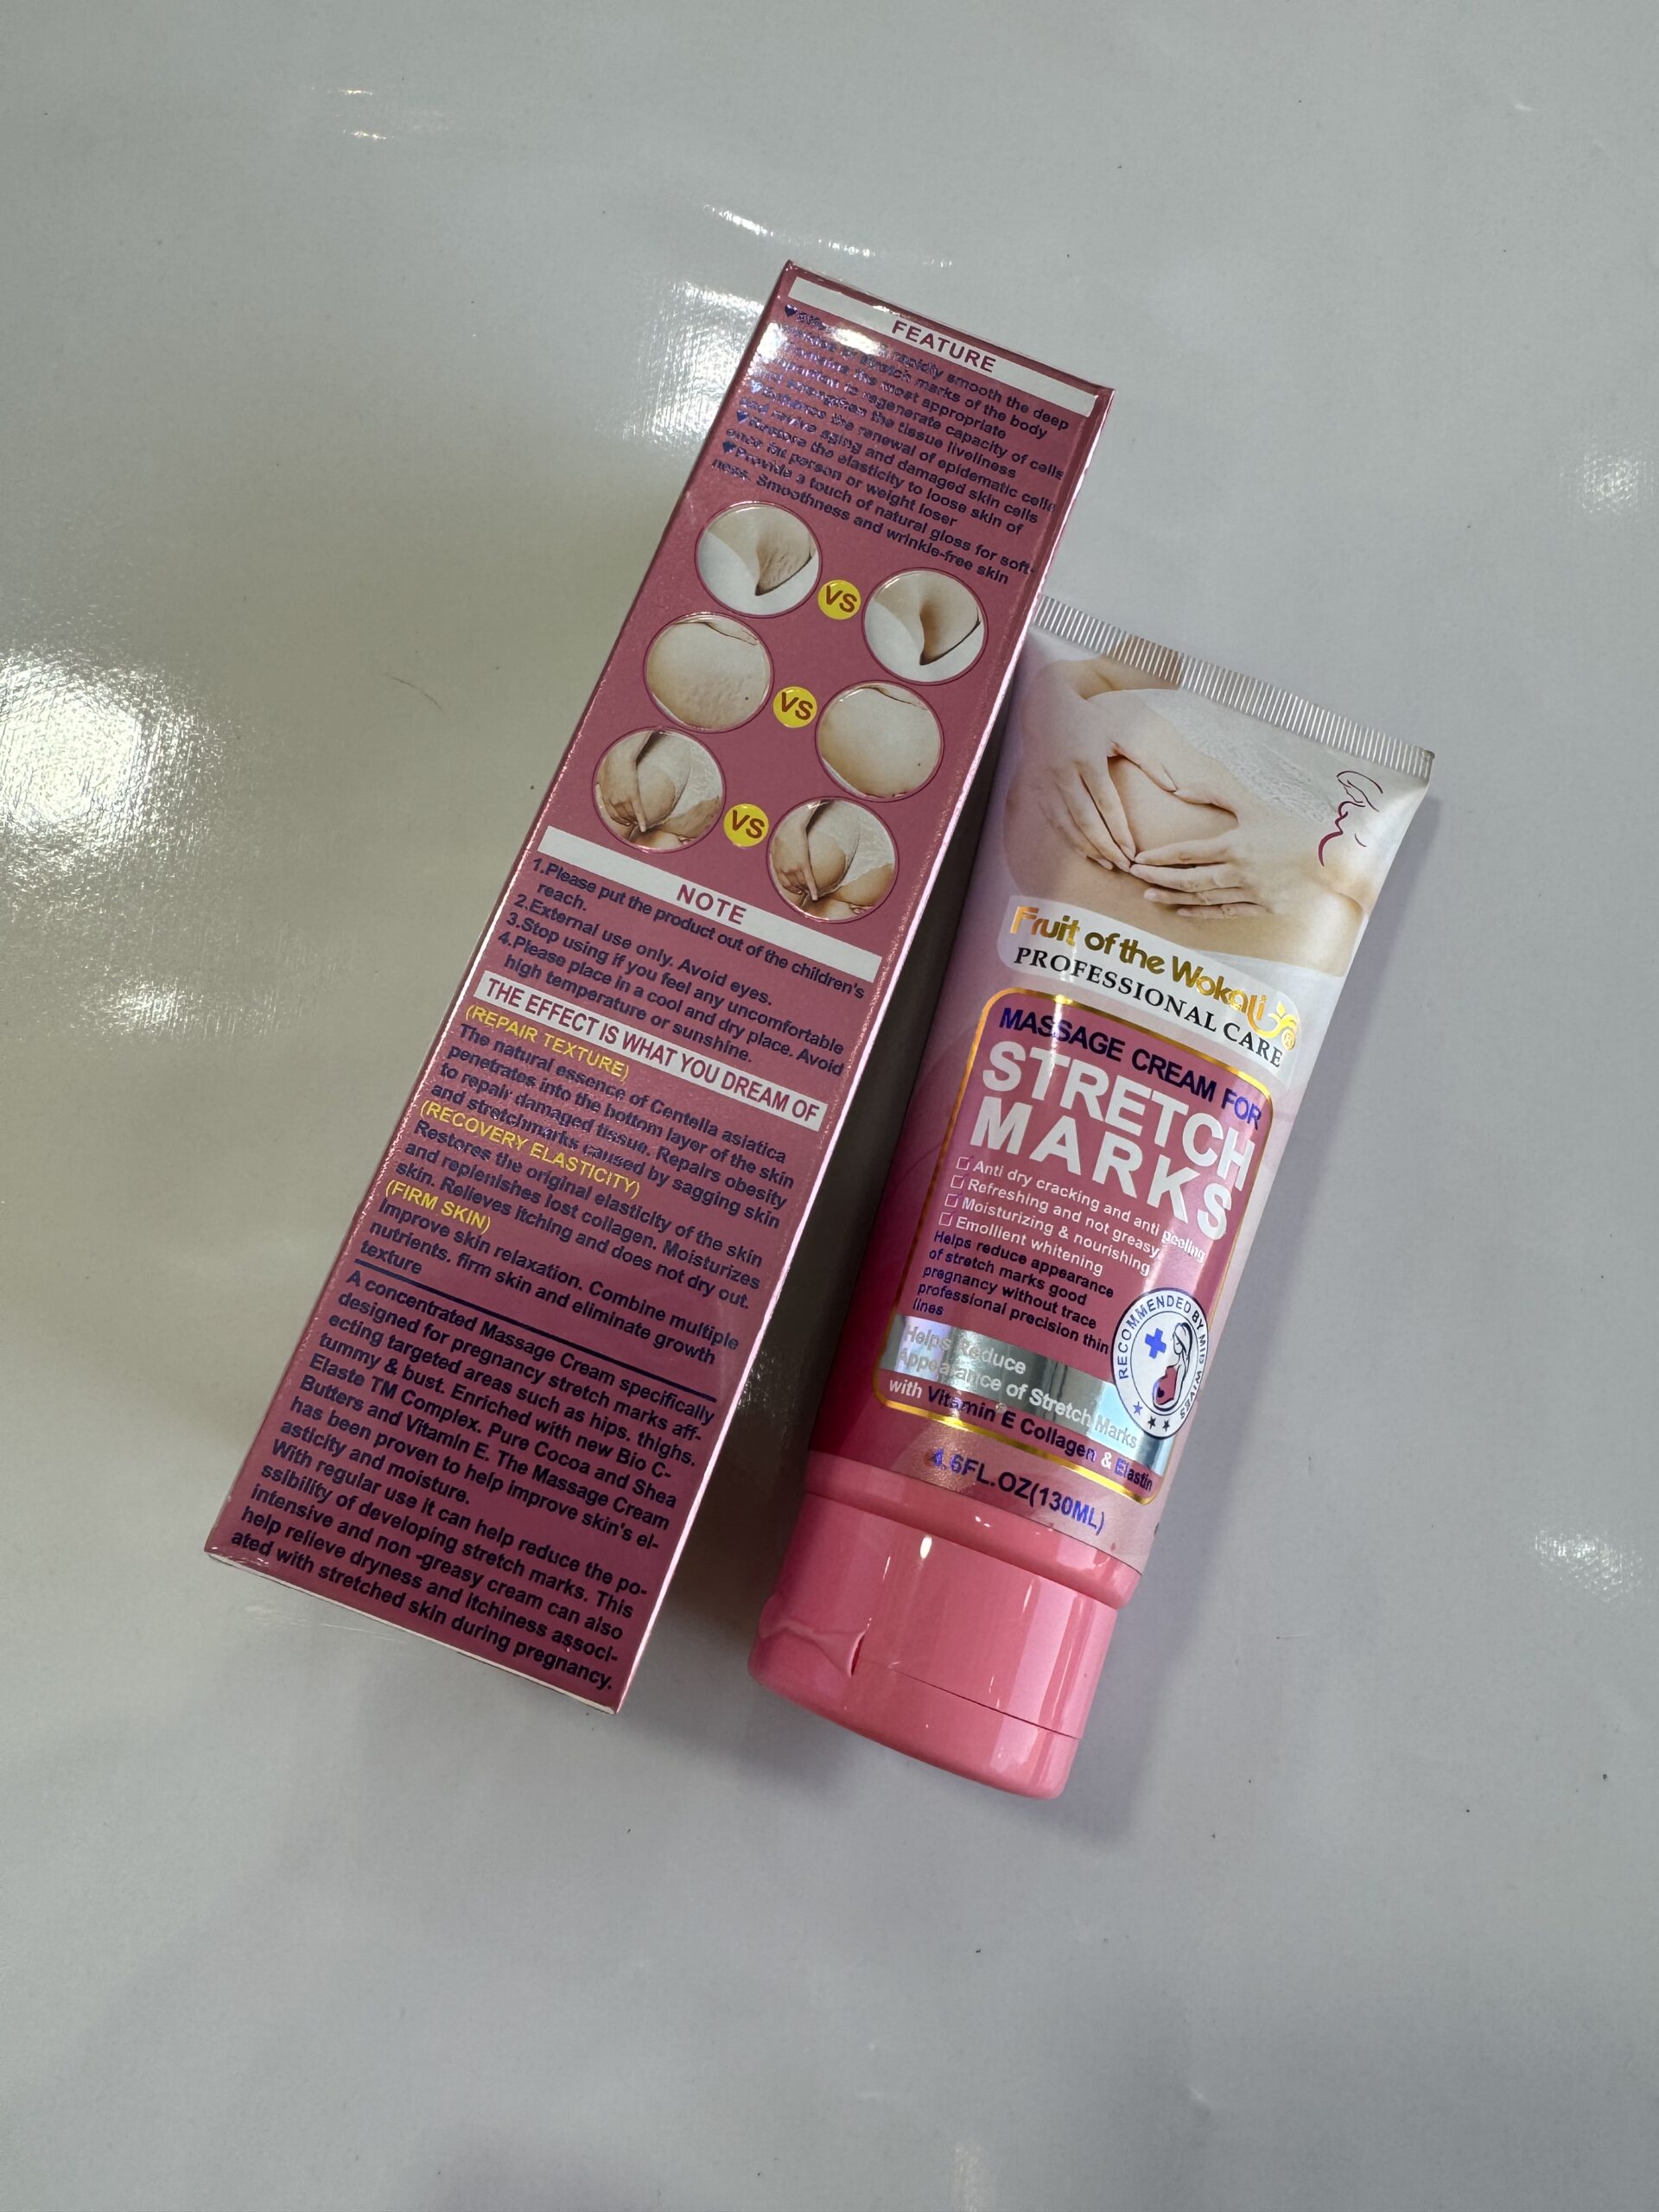 FEATURE
rapidly smooth the deep
stretch marks of the body
the most appropriate
to regenerate capacity of cells
and strengthen the tissue liveliness
the renewal of epidematic cells
and revive aging and damaged skin cells
Restore the elasticity to loose skin of
fat person or weight loser
♥Provide a touch of natural gloss for soft-
ness. Smoothness and wrinkle-free skin
VS
VS
VS
NOTE
1.Please put the product out of the children's
reach.
2.External use only. Avoid eyes.
3.Stop using if you feel any uncomfortable
4.Please place in a cool and dry place. Avoid
high temperature or sunshine.
THE EFFECT IS WHAT YOU DREAM OF
(REPAIR TEXTURE)
The natural essence of Centella asiatica
penetrates into the bottom layer of the skin
to repair damaged tissue. Repairs obesity
and stretchmarks caused by sagging skin
(RECOVERY ELASTICITY)
Restores the original elasticity of the skin
and replenishes lost collagen. Moisturizes
skin. Relieves itching and does not dry out.
(FIRM SKIN)
Improve skin relaxation. Combine multiple
nutrients. firm skin and eliminate growth
texture
A concentrated Massage Cream specifically
designed for pregnancy stretch marks aff-
ecting targeted areas such as hips. thighs.
tummy & bust. Enriched with new Bio C-
Elaste TM Complex. Pure Cocoa and Shea
Butters and Vitamin E. The Massage Cream
has been proven to help improve skin's el-
asticity and moisture.
With regular use it can help reduce the po-
ssibility of developing stretch marks. This
intensive and non -greasy cream can also
help relieve dryness and itchiness associ-
ated with stretched skin during pregnancy.
Fruit of the Wokali ®
PROFESSIONAL CARE
MASSAGE CREAM FOR
STRETCH
MARKS
Anti dry cracking and anti peeling
Refreshing and not greasy
Moisturizing & nourishing
Emollient whitening
Helps reduce appearance
of stretch marks good
pregnancy without trace
professional precision thin
lines
RECOMMENDED BY MID WIVES
Helps Reduce
Appearance of Stretch Marks
with Vitamin E Collagen & Elastin
4.6FL.OZ(130ML)